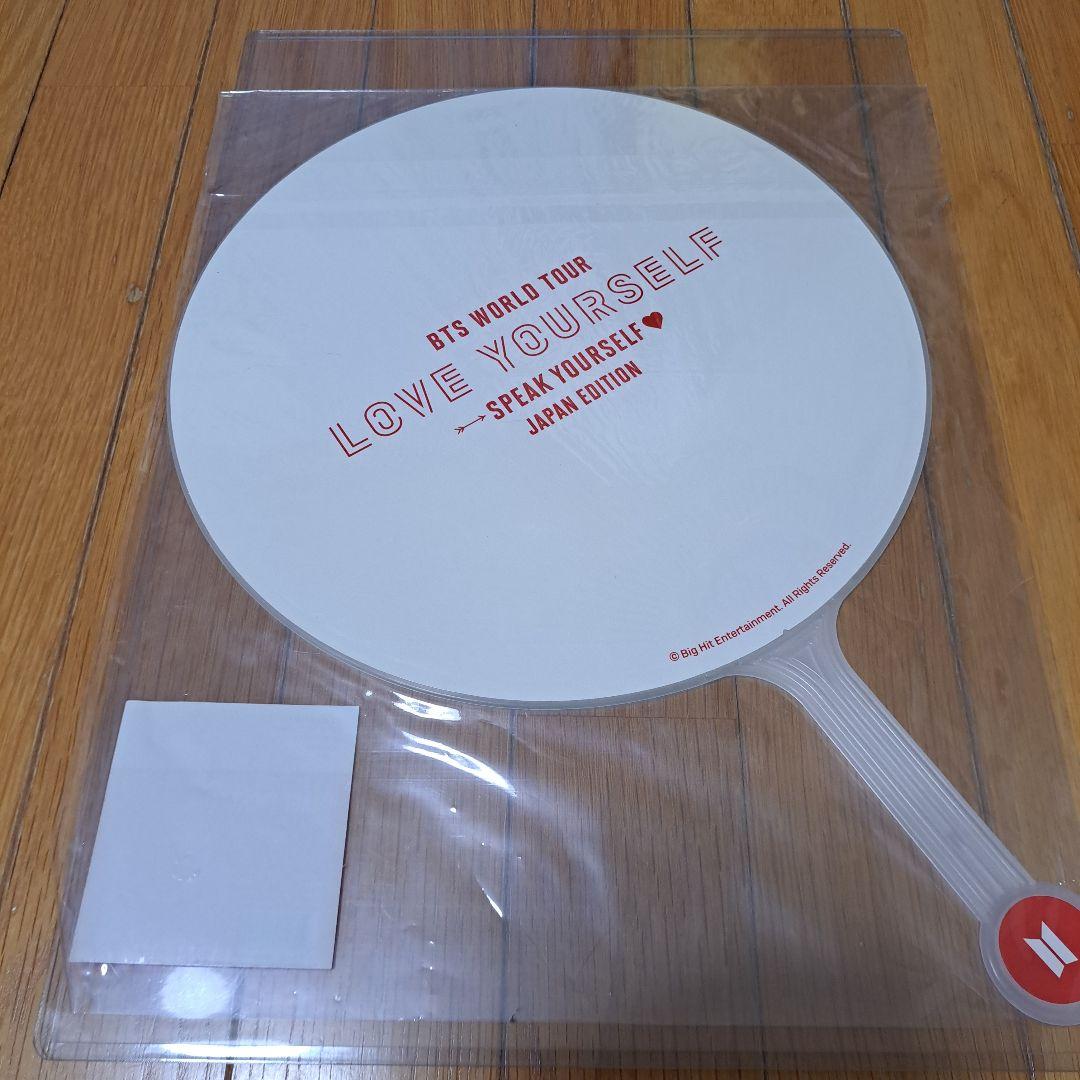 BTS WORLD TOUR
LOVE YOURSELF
SPEAK YOURSELF
JAPAN EDITION
© Big Hit Entertainment. All Rights Reserved.